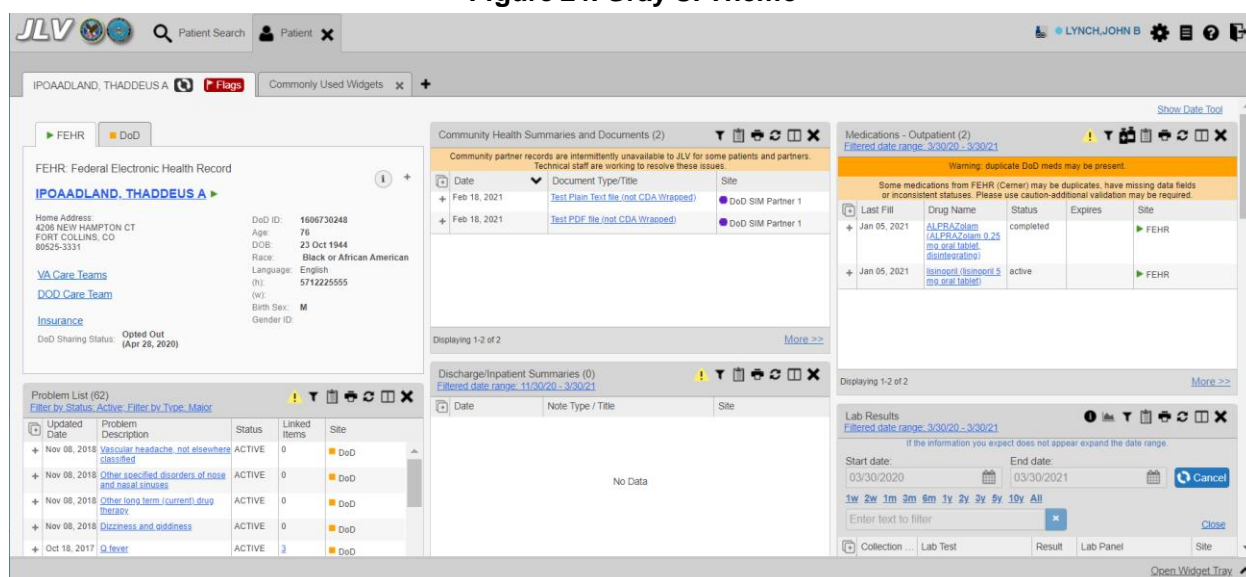 Figure 24: Gray UI Theme
JLV Patient Search Patient LYNCH,JOHN B
IPOAADLAND, THADDEUS A Flags Commonly Used Widgets x +
Show Date Tool
FEHR DoD
FEHR: Federal Electronic Health Record
IPOAADLAND, THADDEUS A
Home Address:
4206 NEW HAMPTON CT
FORT COLLINS, CO
80525-3331
VA Care Teams
DOD Care Team
Insurance
DoD Sharing Status: Opted Out
(Apr 28, 2020)
DoD ID: 1606730248
Age: 76
DOB: 23 Oct 1944
Race: Black or African American
Language: English
(h): 5712225555
(w):
Birth Sex: M
Gender ID:
Problem List (62)
Filter by Status: Active; Filter by Type: Major
Updated Date Problem Description Status Linked Items Site
+ Nov 08, 2018 Vascular headache, not elsewhere classified ACTIVE 0 DoD
+ Nov 08, 2018 Other specified disorders of nose and nasal sinuses ACTIVE 0 DoD
+ Nov 08, 2018 Other long term (current) drug therapy ACTIVE 0 DoD
+ Nov 08, 2018 Dizziness and giddiness ACTIVE 0 DoD
+ Oct 18, 2017 Q fever ACTIVE 3 DoD
Community Health Summaries and Documents (2)
Community partner records are intermittently unavailable to JLV for some patients and partners.
Technical staff are working to resolve these issues.
Date Document Type/Title Site
+ Feb 18, 2021 Test Plain Text file (not CDA Wrapped) DoD SIM Partner 1
+ Feb 18, 2021 Test PDF file (not CDA Wrapped) DoD SIM Partner 1
Displaying 1-2 of 2 More >>
Discharge/Inpatient Summaries (0)
Filtered date range: 11/30/20 - 3/30/21
Date Note Type / Title Site
No Data
Medications - Outpatient (2)
Filtered date range: 3/30/20 - 3/30/21
Warning: duplicate DoD meds may be present.
Some medications from FEHR (Cerner) may be duplicates, have missing data fields
or inconsistent statuses. Please use caution-additional validation may be required.
Last Fill Drug Name Status Expires Site
+ Jan 05, 2021 ALPRAZolam (ALPRAZolam 0.25 mg oral tablet, disintegrating) completed FEHR
+ Jan 05, 2021 lisinopril (lisinopril 5 mg oral tablet) active FEHR
Displaying 1-2 of 2 More >>
Lab Results
Filtered date range: 3/30/20 - 3/30/21
If the information you expect does not appear expand the date range.
Start date: End date:
03/30/2020 03/30/2021 Cancel
1w 2w 1m 3m 6m 1y 2y 3y 5y 10y All
Enter text to filter x Close
Collection ... Lab Test Result Lab Panel Site
Open Widget Tray